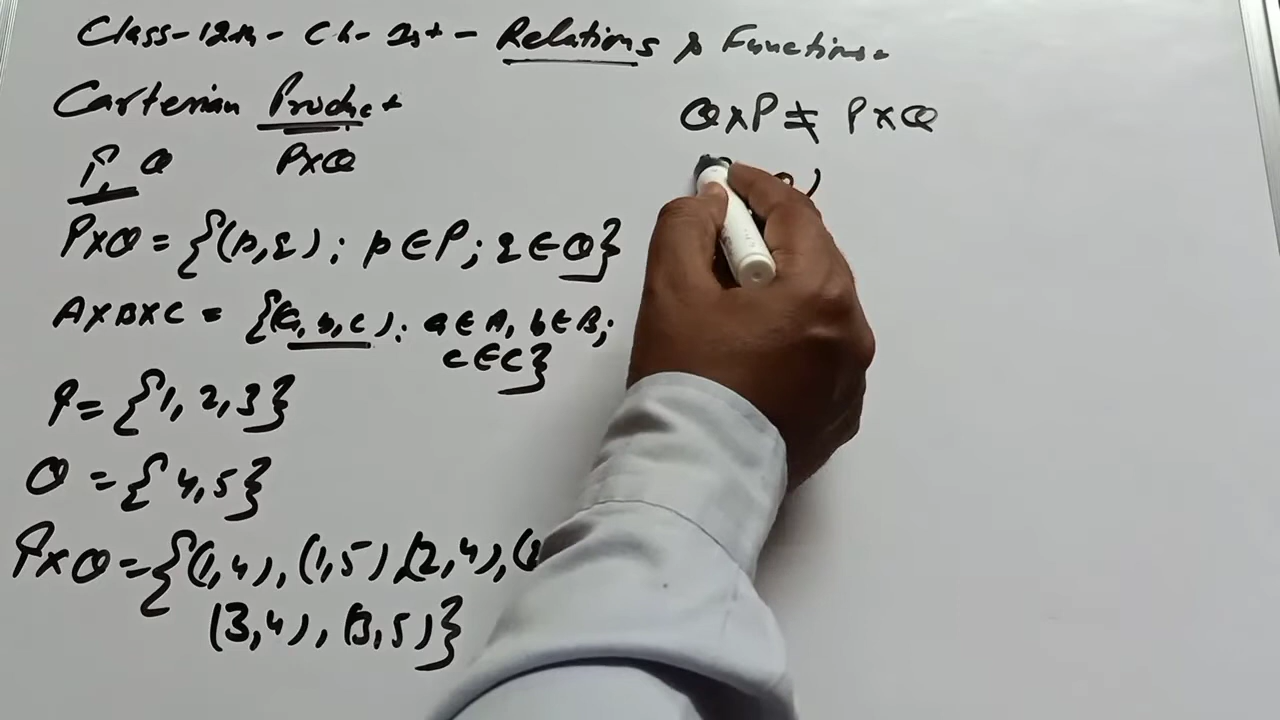 Class-12th - Ch-1st - Relations & Functions.
Cartesian Product
P, Q P×Q
P×Q = {(p,q) : p∈P ; q∈Q}
A×B×C = {(a, b, c) : a∈A, b∈B;
c∈C}
P = {1, 2, 3}
Q = {4,5}
P×Q = {(1,4), (1,5), (2,4), (2
(3,4), (3,5)}
Q×P ≠ P×Q
)